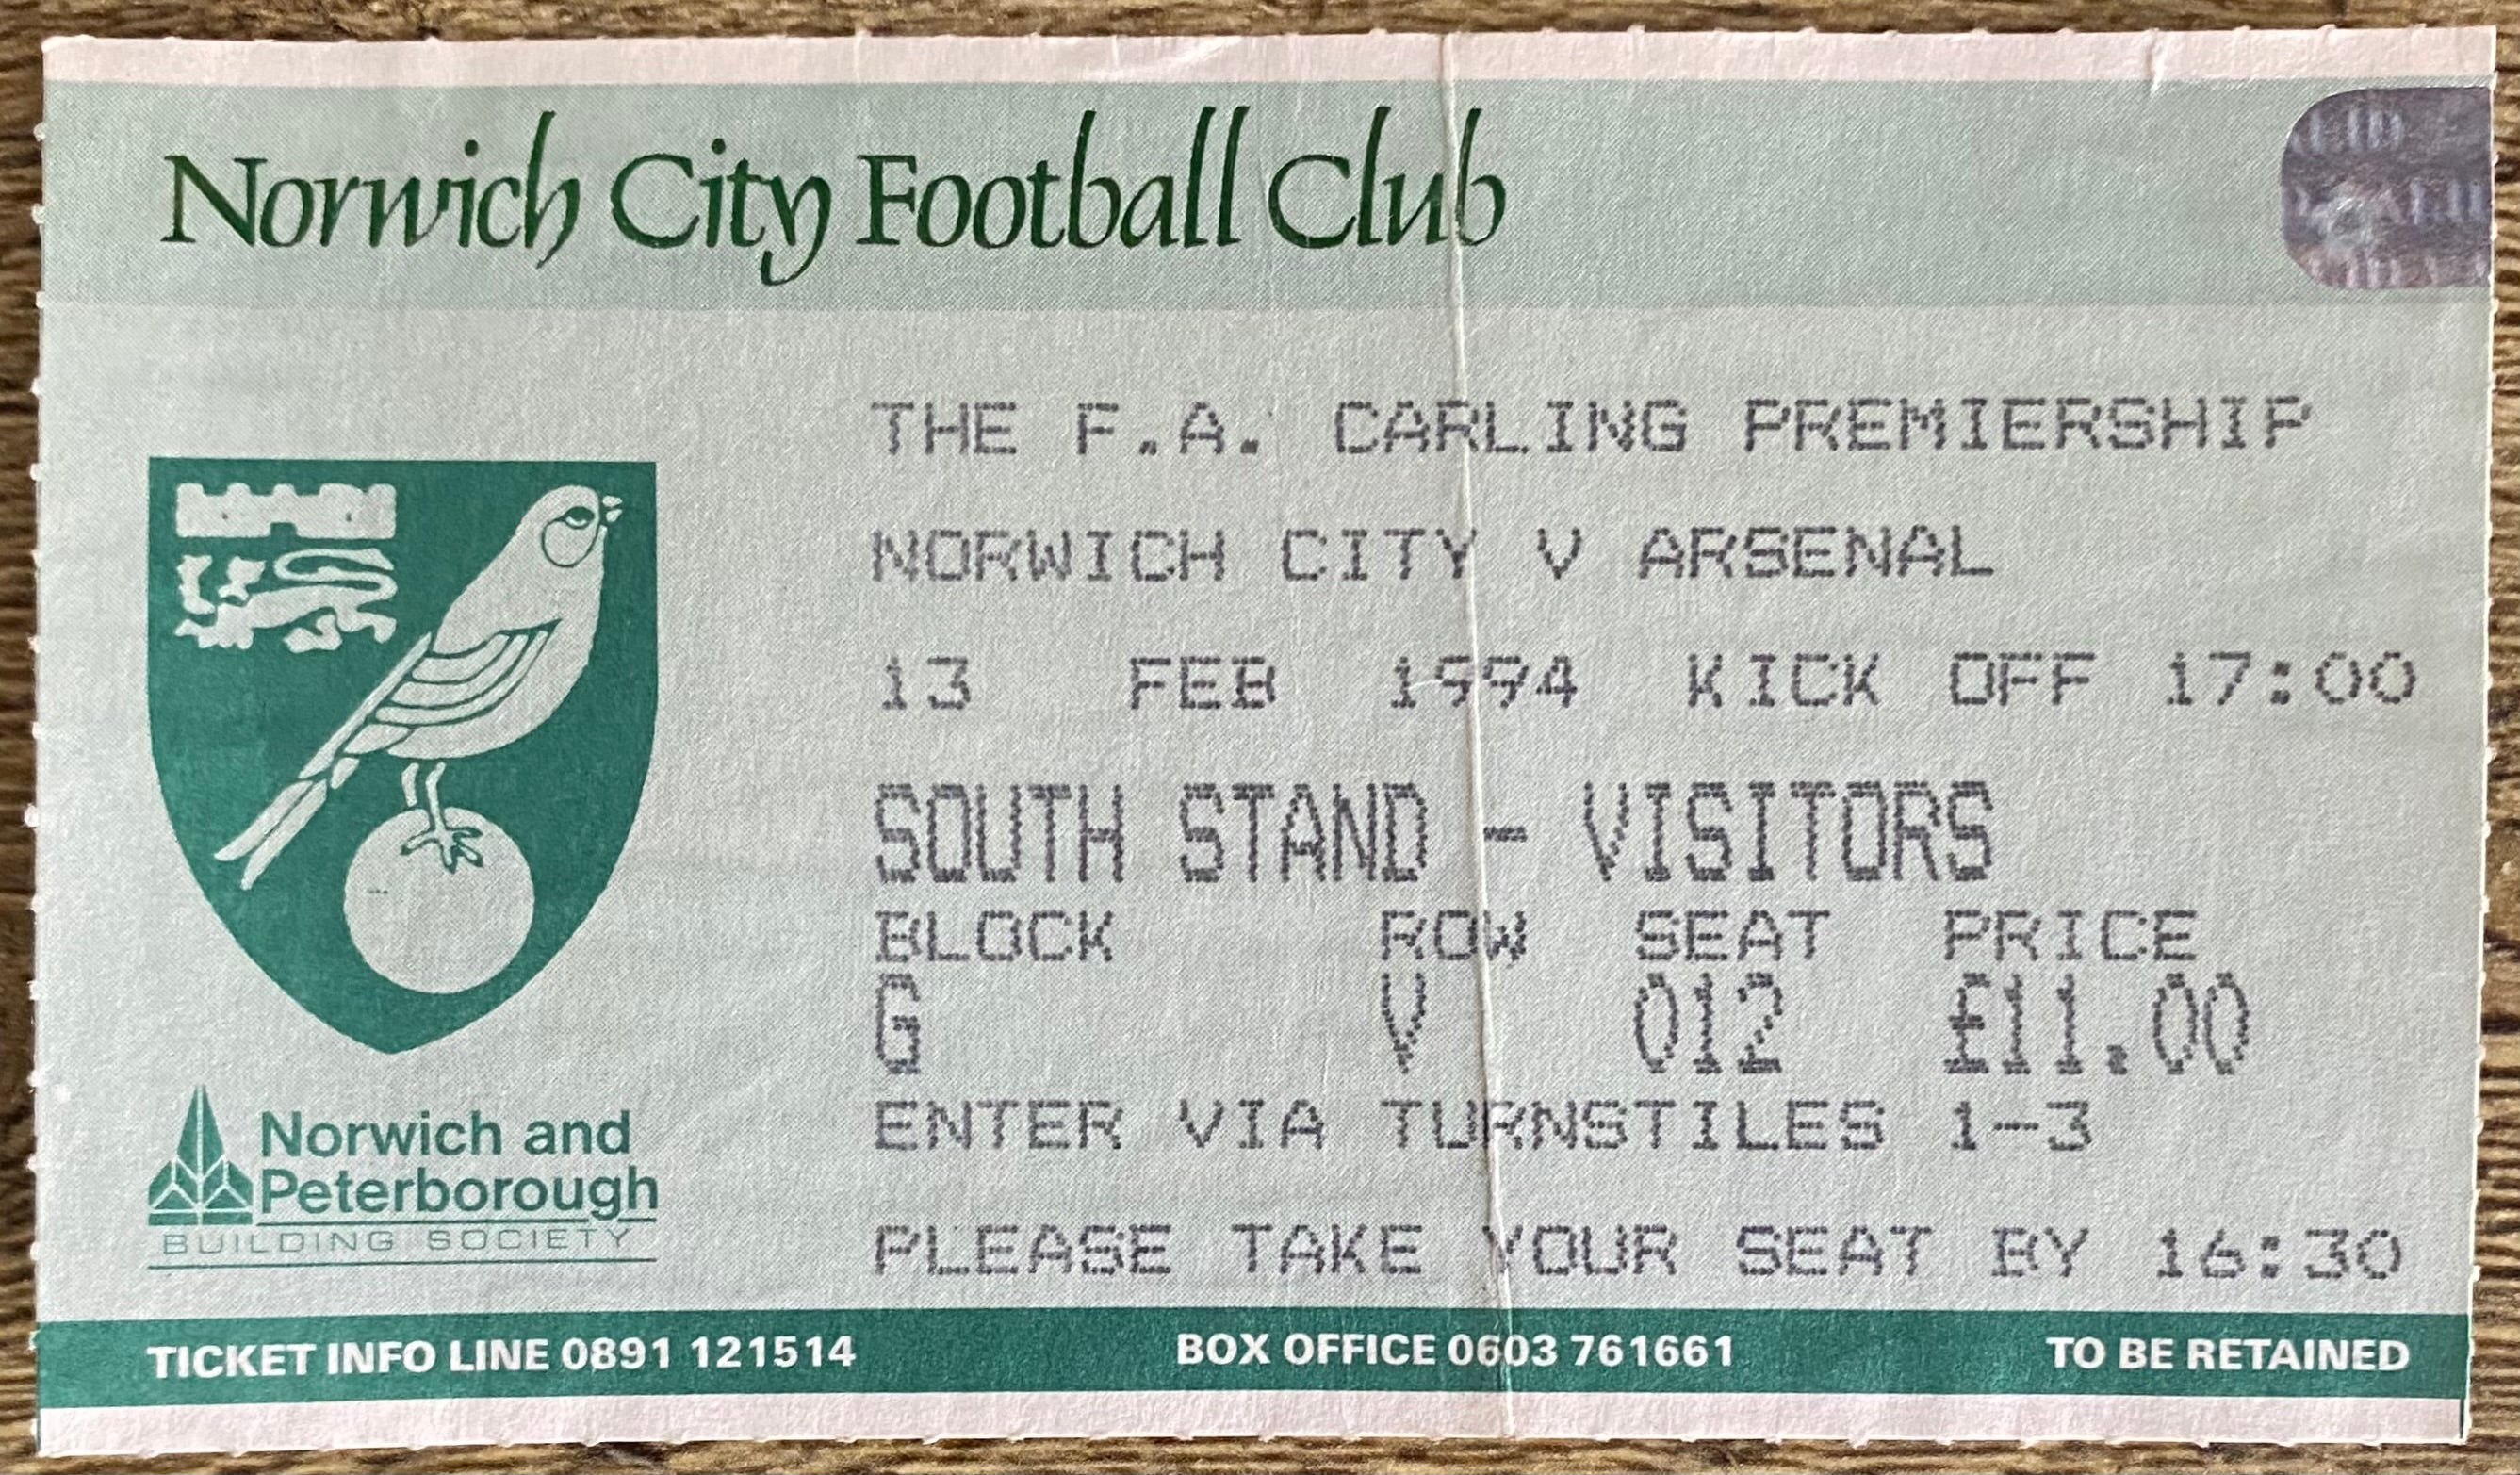 Norwich City Football Club
THE F.A. CARLING PREMIERSHIP
NORWICH CITY V ARSENAL
13 FEB 1994 KICK OFF 17:00
SOUTH STAND - VISITORS
BLOCK ROW SEAT PRICE
G V 012 £11.00
ENTER VIA TURNSTILES 1-3
PLEASE TAKE YOUR SEAT BY 16:30
Norwich and
Peterborough
BUILDING SOCIETY
TICKET INFO LINE 0891 121514 BOX OFFICE 0603 761661 TO BE RETAINED